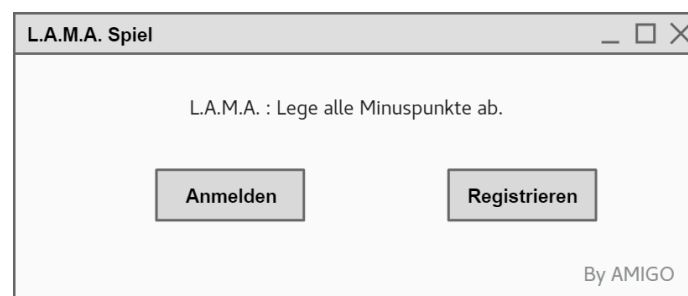 L.A.M.A. Spiel
L.A.M.A. : Lege alle Minuspunkte ab.
Anmelden
Registrieren
By AMIGO